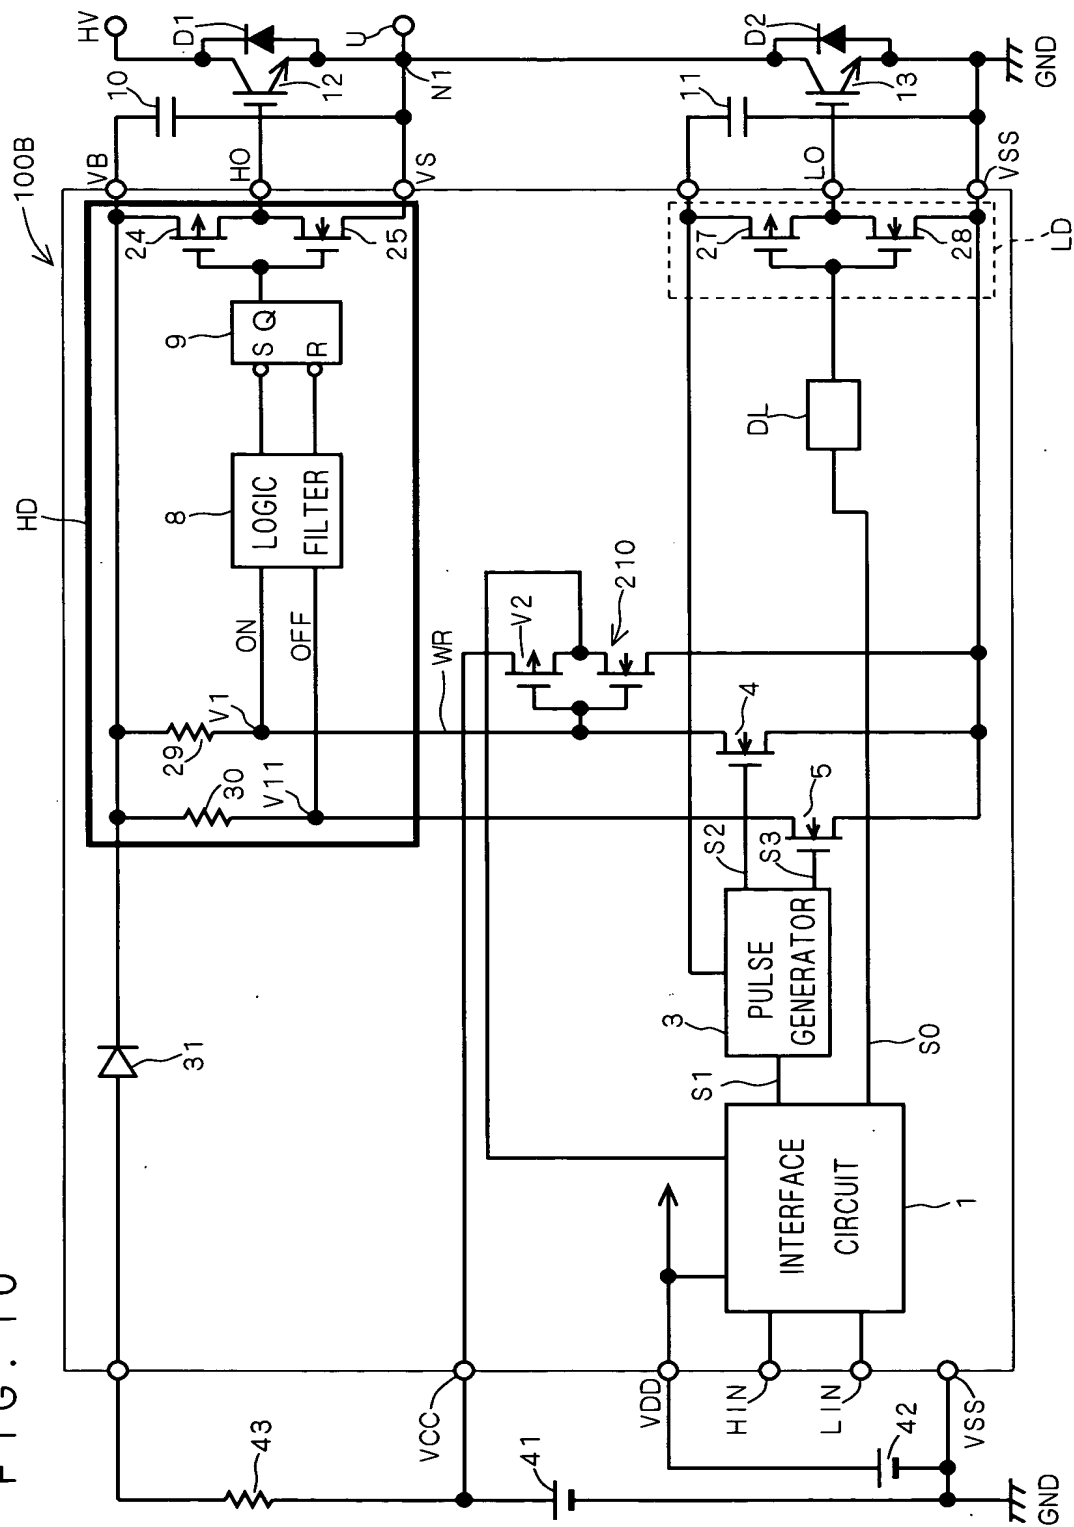 FIG. 10
100B
HD
HV
VB
10
D1
12
U
N1
HO
VS
24
25
9
S Q
R
8
LOGIC
FILTER
ON
OFF
V1
29
30
V11
31
43
WR
V2
210
VCC
41
D2
11
13
LO
VSS
GND
27
28
LD
DL
4
5
S2
S3
3
PULSE
GENERATOR
S1
S0
INTERFACE
CIRCUIT
1
VDD
HIN
LIN
42
VSS
GND